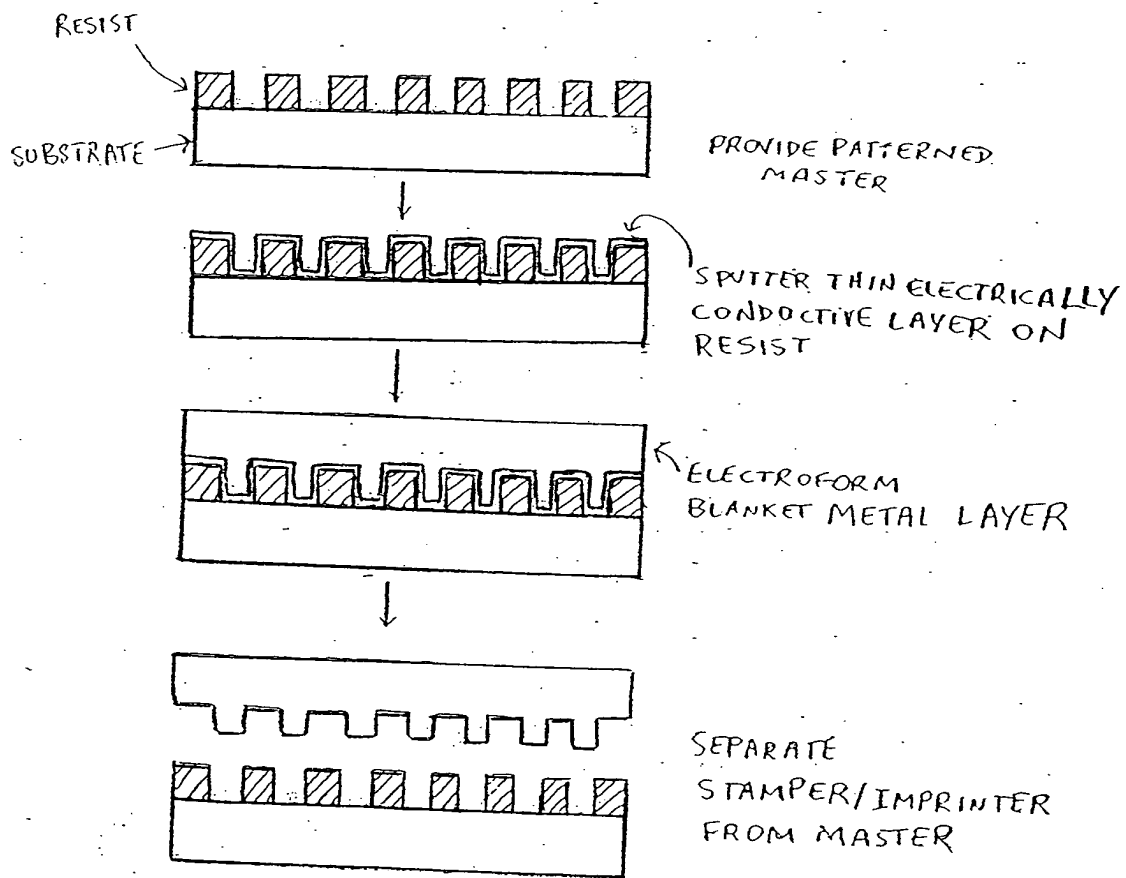 RESIST
SUBSTRATE
PROVIDE PATTERNED
MASTER
SPUTTER THIN ELECTRICALLY
CONDUCTIVE LAYER ON
RESIST
ELECTROFORM
BLANKET METAL LAYER
SEPARATE
STAMPER/IMPRINTER
FROM MASTER